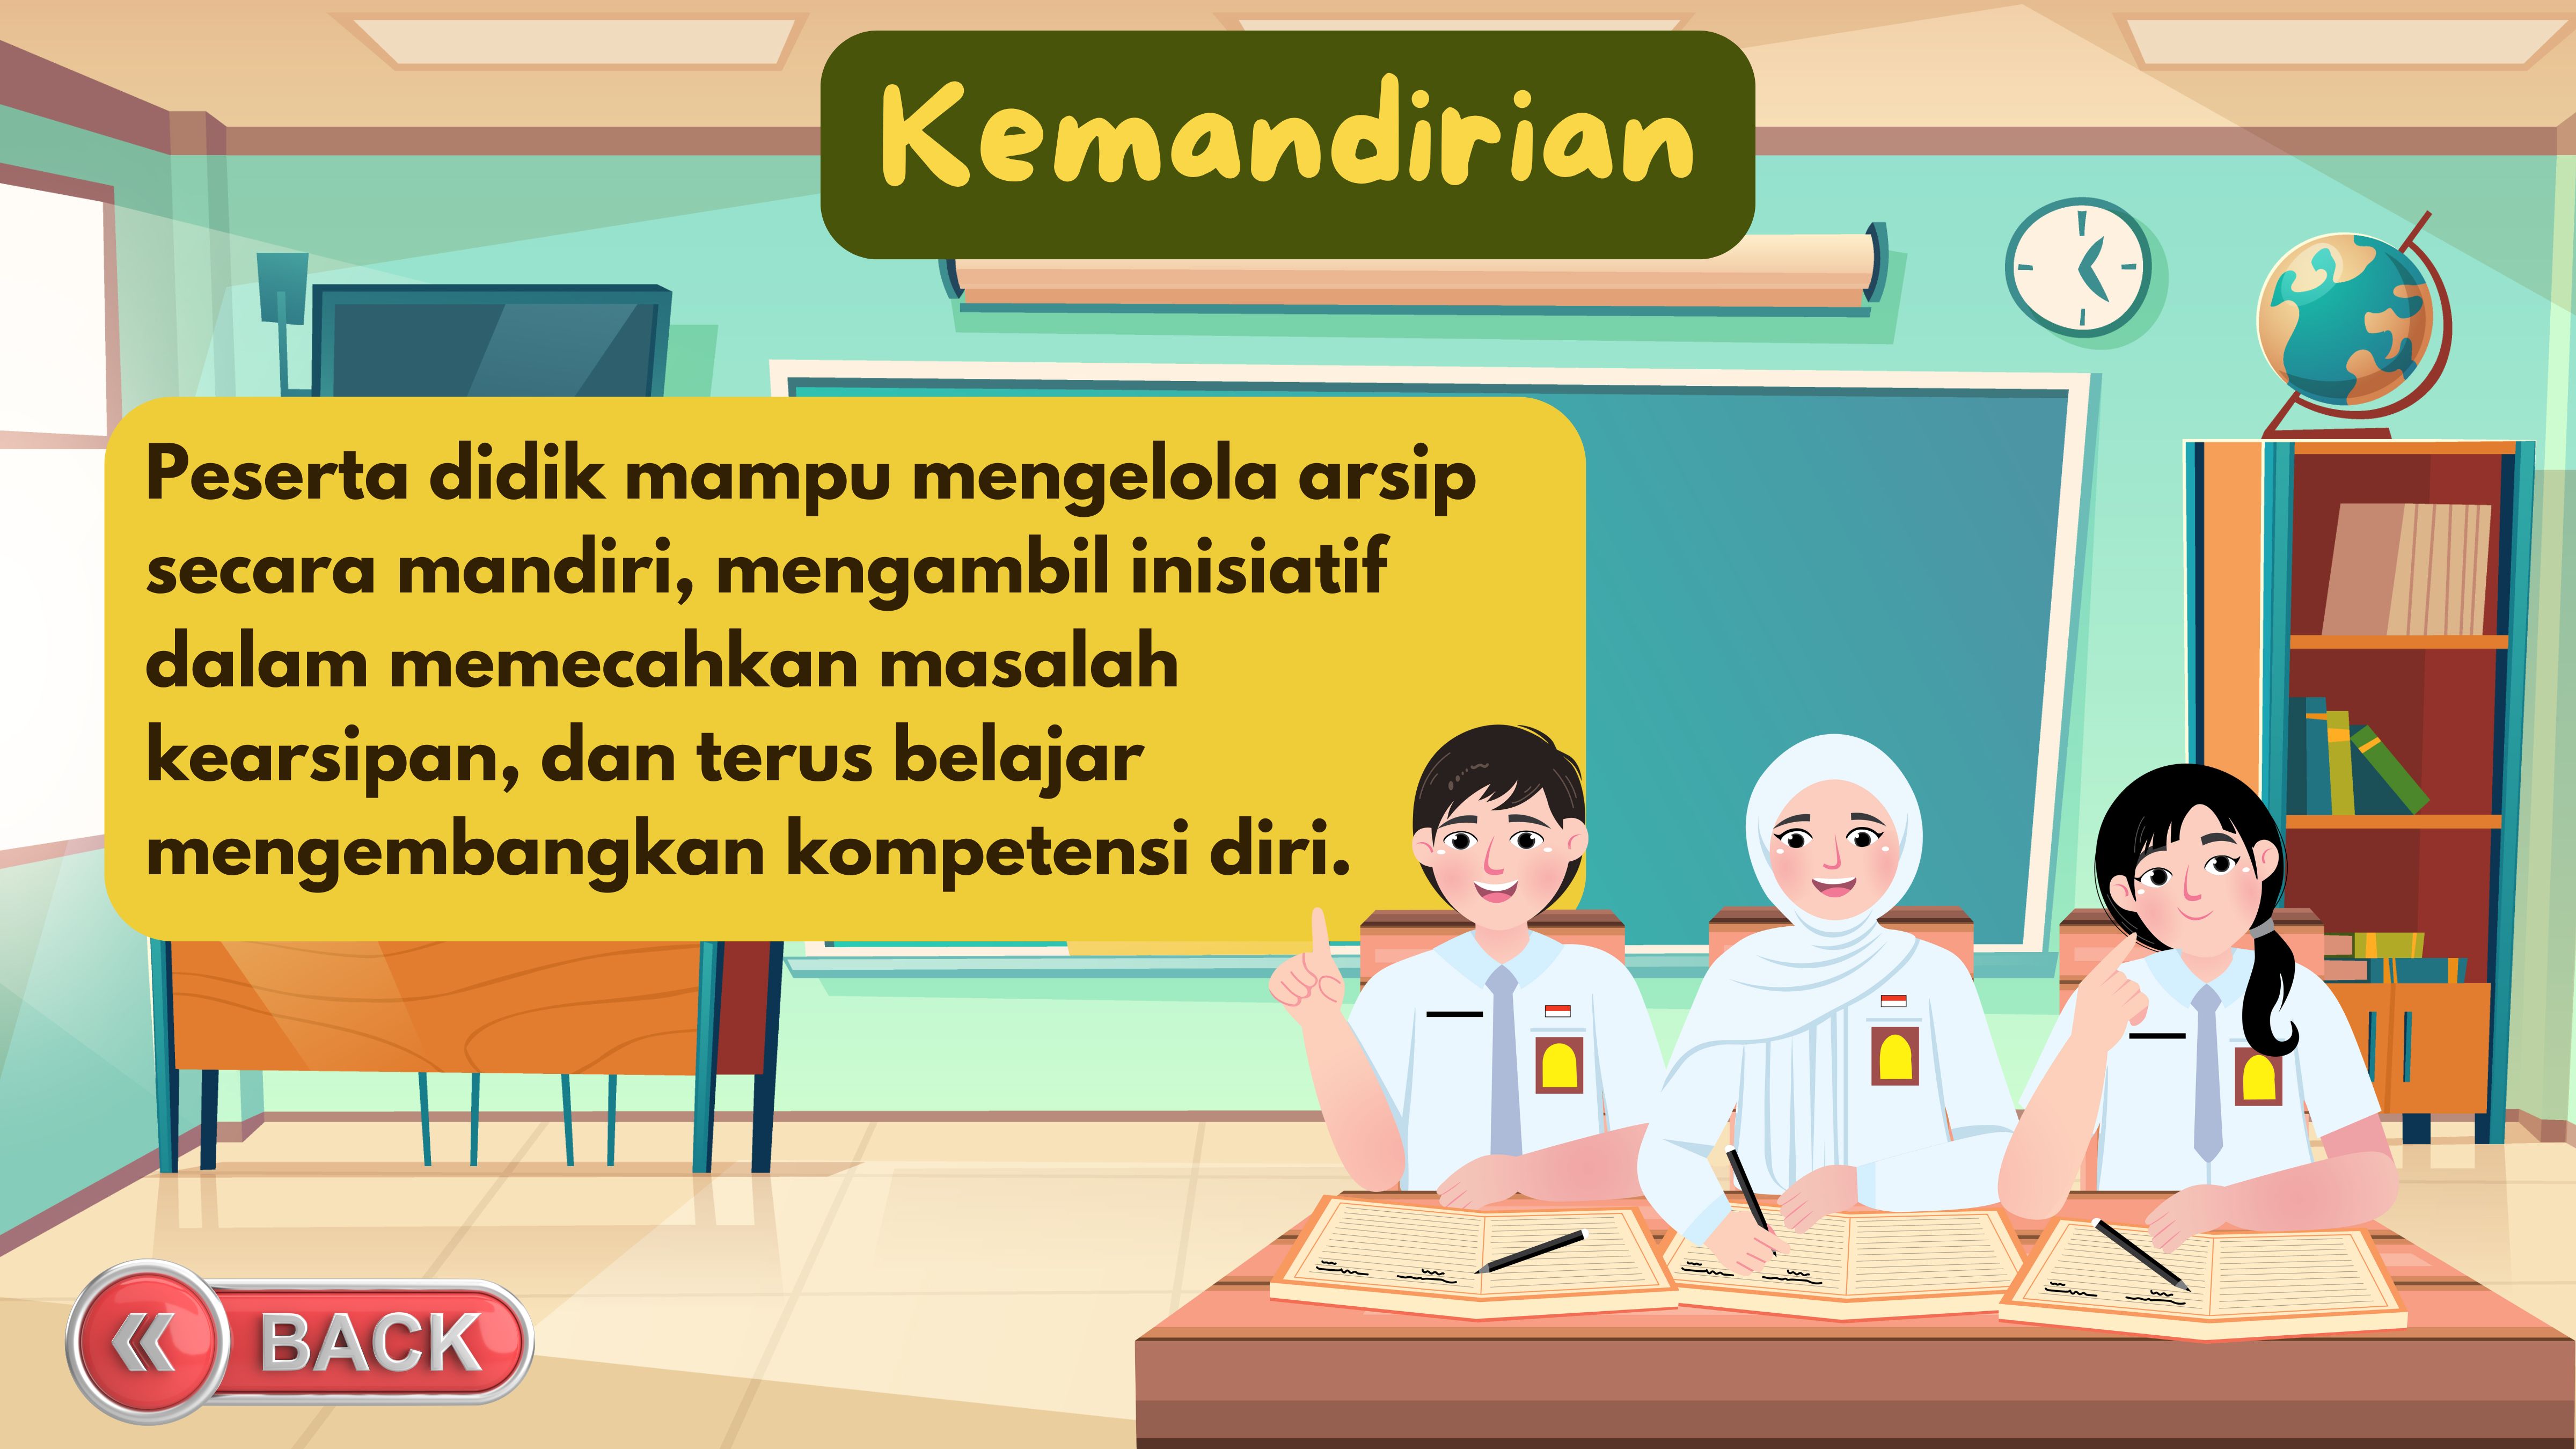 Kemandirian
Peserta didik mampu mengelola arsip
secara mandiri, mengambil inisiatif
dalam memecahkan masalah
kearsipan, dan terus belajar
mengembangkan kompetensi diri.
BACK